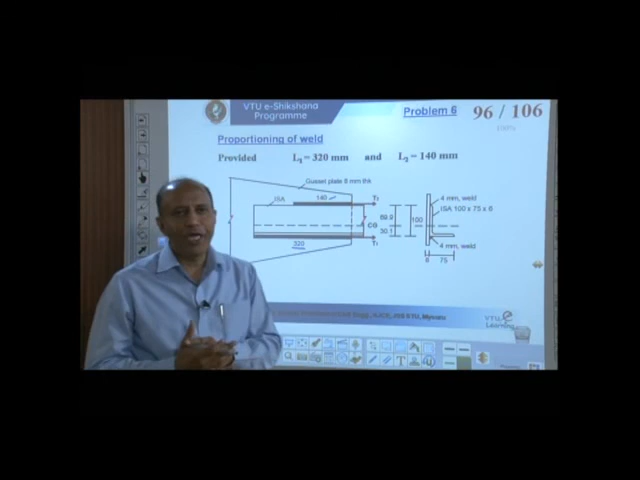 VTU e-Shikshana
Programme
Problem 6
96 / 106
100%
Proportioning of weld
Provided L₁ = 320 mm and L₂ = 140 mm
Gusset plate 8 mm thk
ISA
140
T₂
69.9
CG
30.1
100
320
T₁
4 mm, weld
ISA 100 x 75 x 6
4 mm, weld
8 75
VTU e
Learning